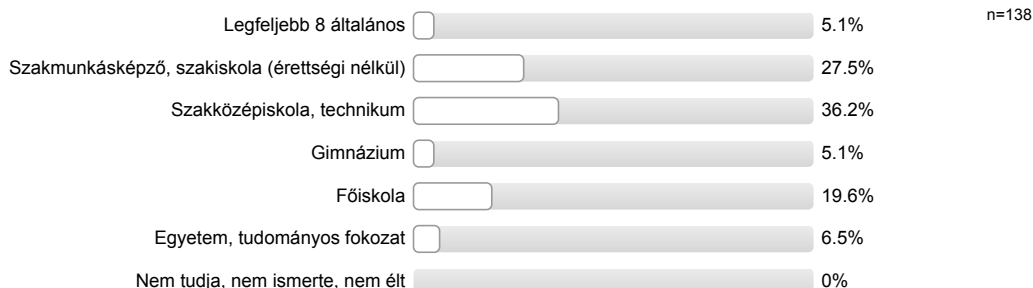 Legfeljebb 8 általános 5.1% n=138
Szakmunkásképző, szakiskola (érettségi nélkül) 27.5%
Szakközépiskola, technikum 36.2%
Gimnázium 5.1%
Főiskola 19.6%
Egyetem, tudományos fokozat 6.5%
Nem tudja, nem ismerte, nem élt 0%